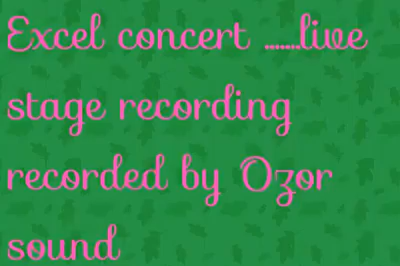 Excel concert .......live
stage recording
recorded by Ozor
sound